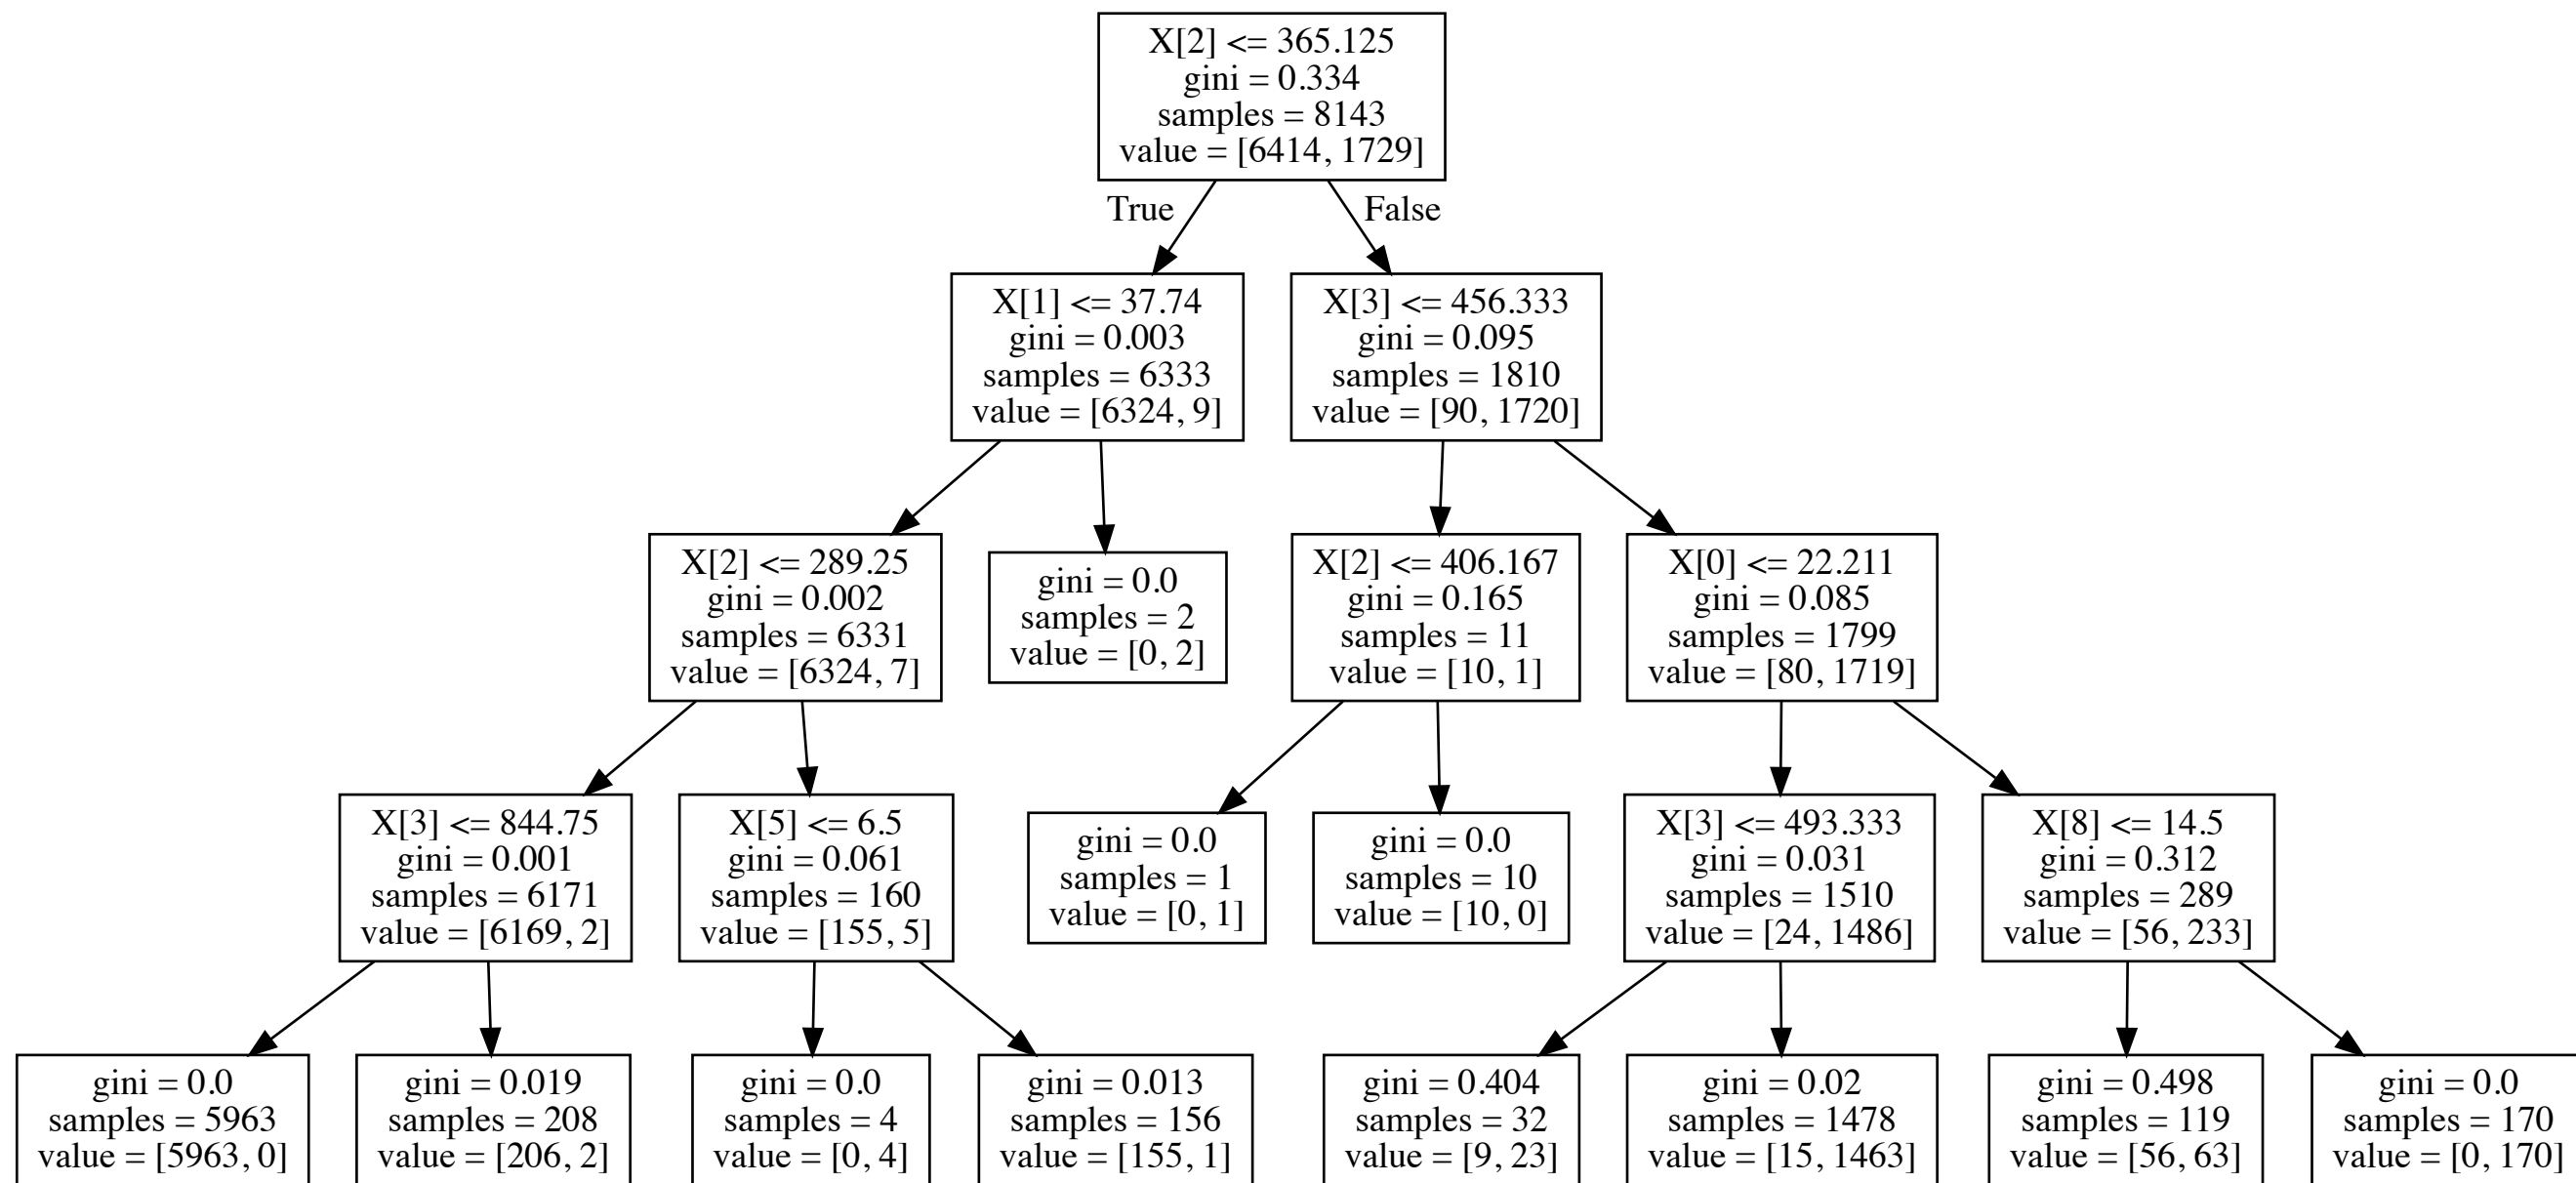 X[2] <= 365.125
gini = 0.334
samples = 8143
value = [6414, 1729]
True
False
X[1] <= 37.74
gini = 0.003
samples = 6333
value = [6324, 9]
X[3] <= 456.333
gini = 0.095
samples = 1810
value = [90, 1720]
X[2] <= 289.25
gini = 0.002
samples = 6331
value = [6324, 7]
gini = 0.0
samples = 2
value = [0, 2]
X[2] <= 406.167
gini = 0.165
samples = 11
value = [10, 1]
X[0] <= 22.211
gini = 0.085
samples = 1799
value = [80, 1719]
X[3] <= 844.75
gini = 0.001
samples = 6171
value = [6169, 2]
X[5] <= 6.5
gini = 0.061
samples = 160
value = [155, 5]
gini = 0.0
samples = 1
value = [0, 1]
gini = 0.0
samples = 10
value = [10, 0]
X[3] <= 493.333
gini = 0.031
samples = 1510
value = [24, 1486]
X[8] <= 14.5
gini = 0.312
samples = 289
value = [56, 233]
gini = 0.0
samples = 5963
value = [5963, 0]
gini = 0.019
samples = 208
value = [206, 2]
gini = 0.0
samples = 4
value = [0, 4]
gini = 0.013
samples = 156
value = [155, 1]
gini = 0.404
samples = 32
value = [9, 23]
gini = 0.02
samples = 1478
value = [15, 1463]
gini = 0.498
samples = 119
value = [56, 63]
gini = 0.0
samples = 170
value = [0, 170]